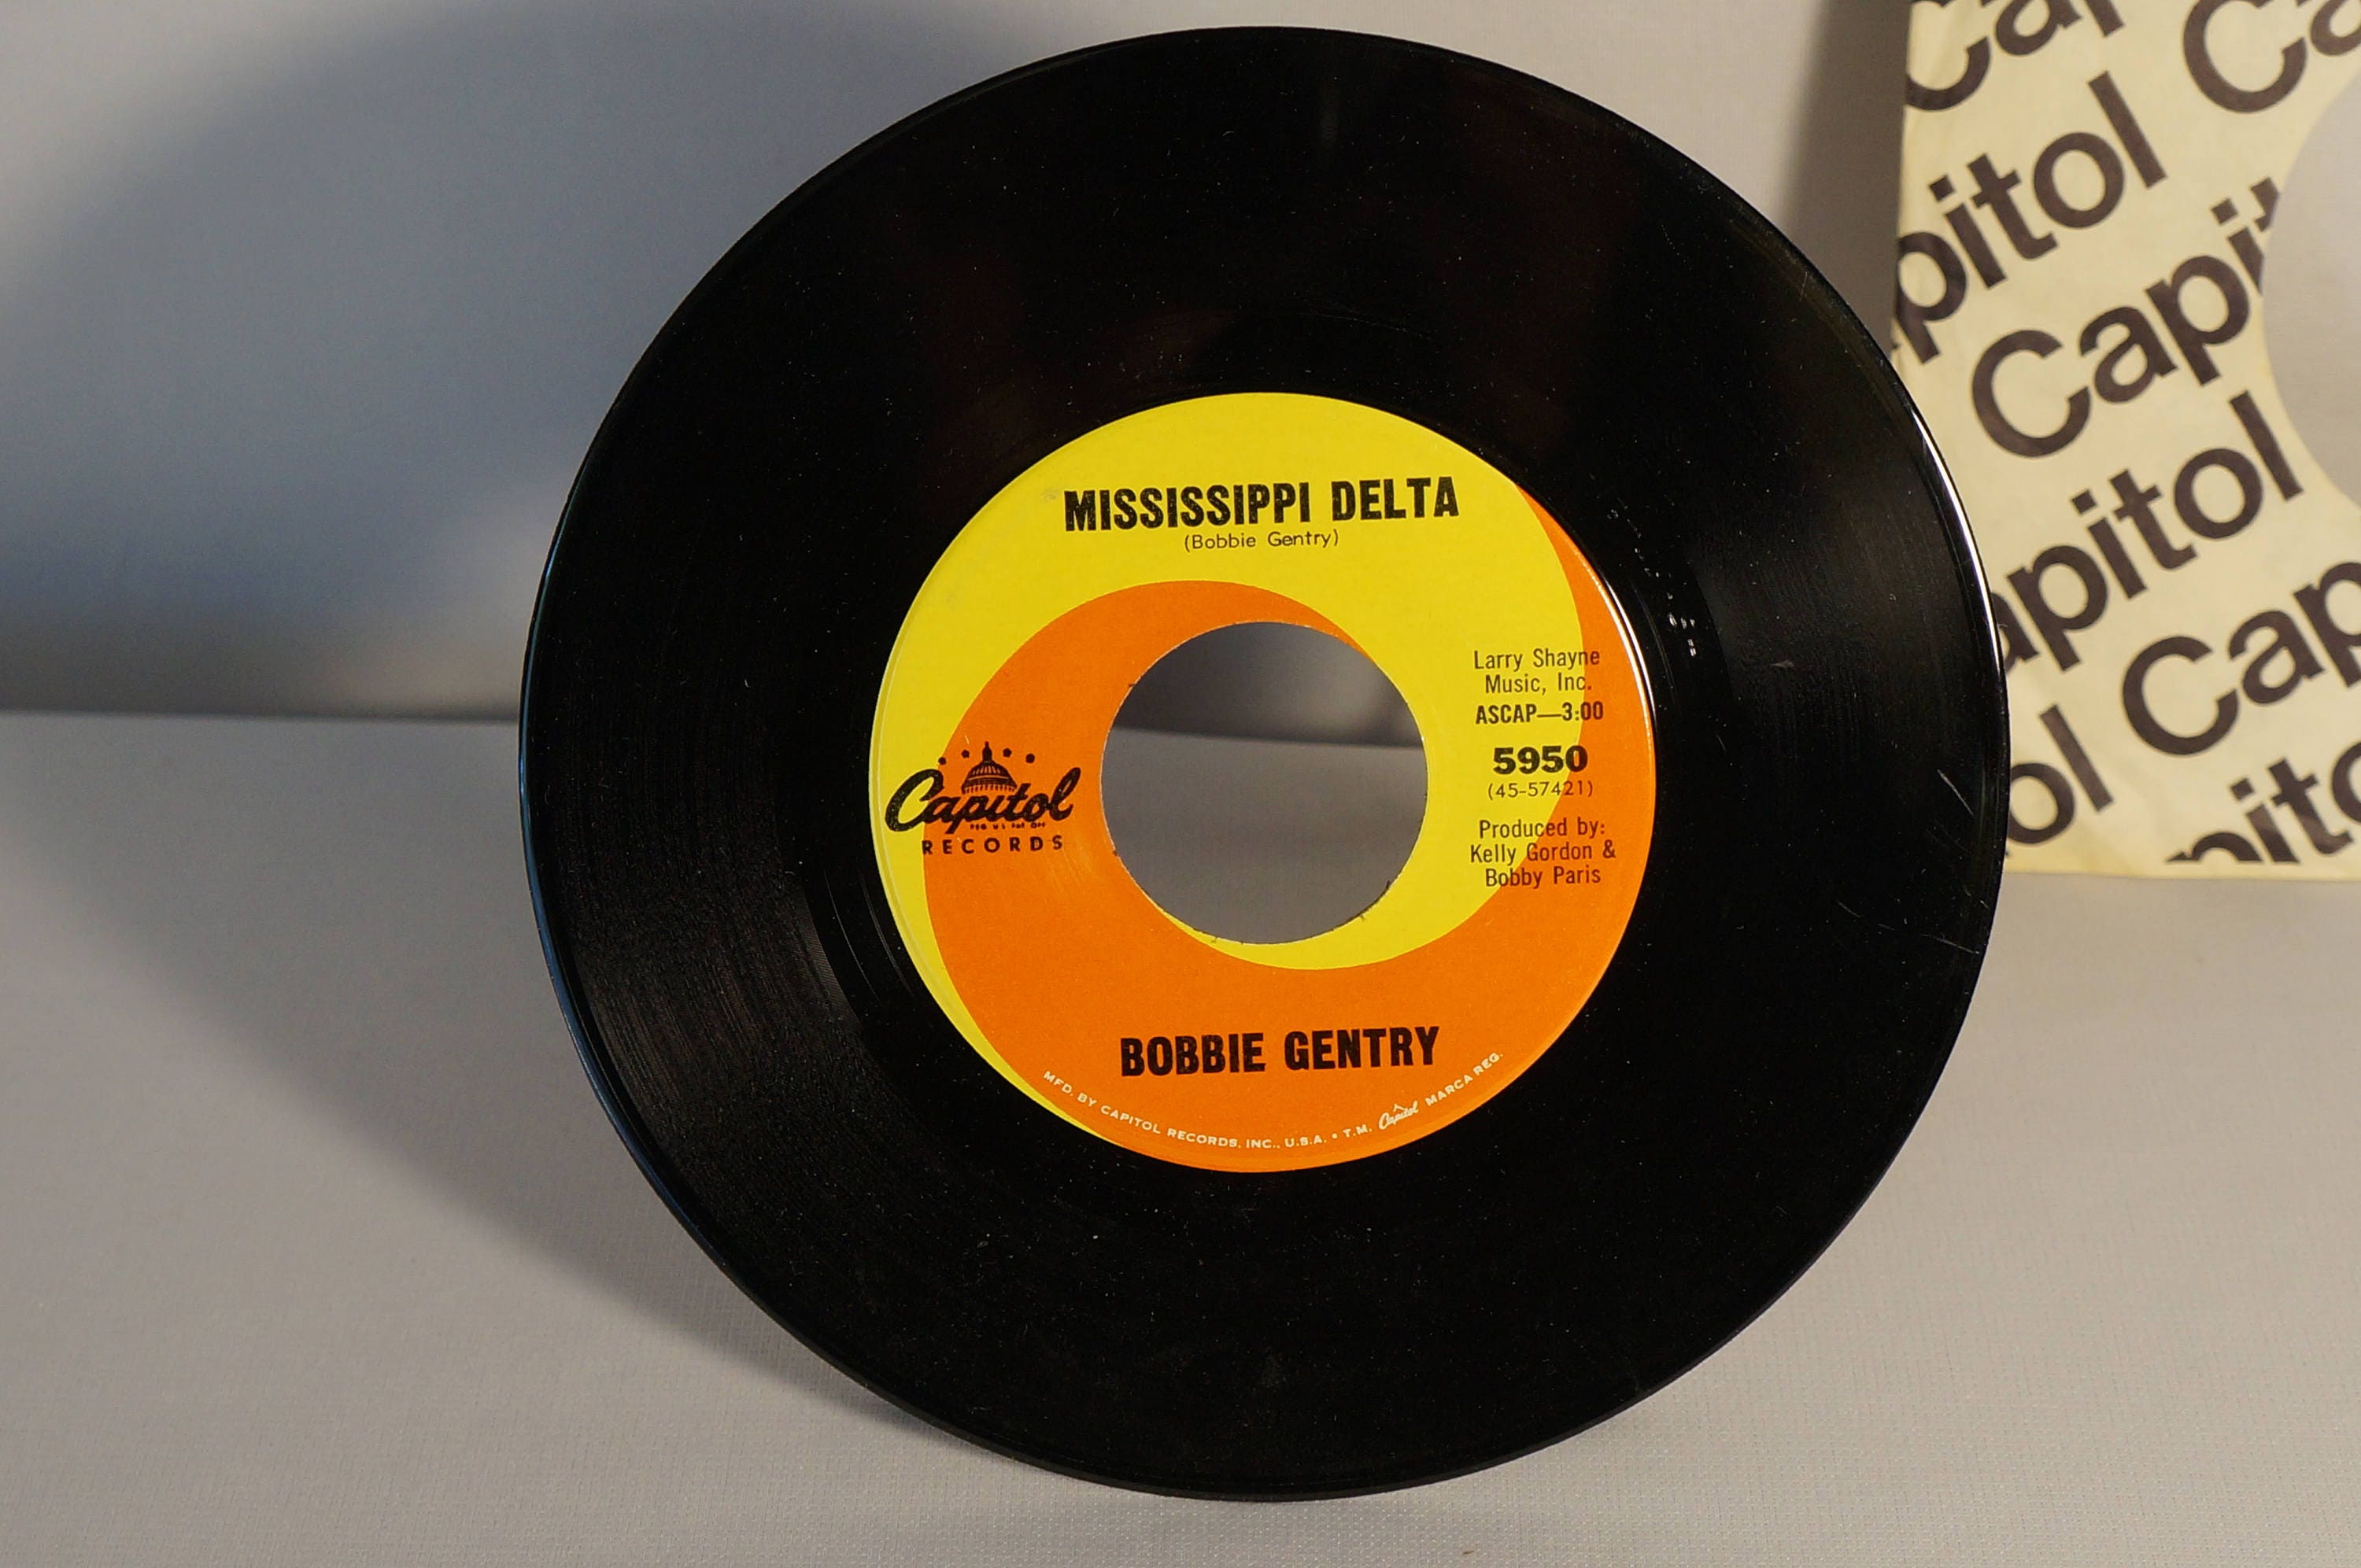 MISSISSIPPI DELTA
(Bobbie Gentry)
Larry Shayne
Music, Inc.
ASCAP—3:00
5950
(45-57421)
Produced by:
Kelly Gordon &
Bobby Paris
Capitol
RECORDS
BOBBIE GENTRY
MFD. BY CAPITOL RECORDS, INC., U.S.A. • T.M. Capitol MARCA REG.
Capitol
Capitol
Capitol
Capitol